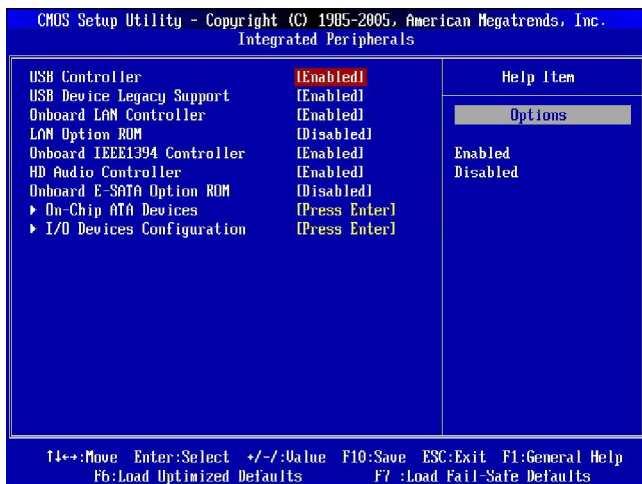 CMOS Setup Utility - Copyright (C) 1985-2005, American Megatrends, Inc.
Integrated Peripherals
USB Controller [Enabled]
USB Device Legacy Support [Enabled]
Onboard LAN Controller [Enabled]
LAN Option ROM [Disabled]
Onboard IEEE1394 Controller [Enabled]
HD Audio Controller [Enabled]
Onboard E-SATA Option ROM [Disabled]
▸ On-Chip ATA Devices [Press Enter]
▸ I/O Devices Configuration [Press Enter]
Help Item
Options
Enabled
Disabled
↑↓←→:Move Enter:Select +/-/:Value F10:Save ESC:Exit F1:General Help
F6:Load Optimized Defaults F7 :Load Fail-Safe Defaults